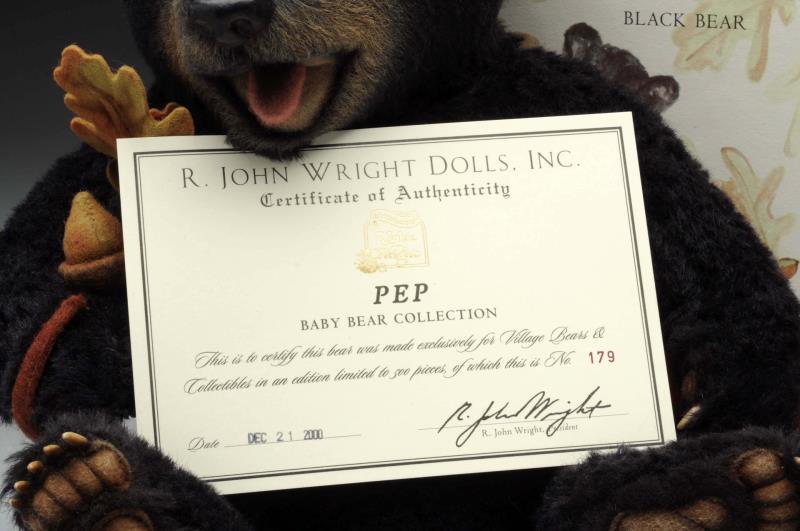 BLACK BEAR
R. JOHN WRIGHT DOLLS, INC.
Certificate of Authenticity
PEP
BABY BEAR COLLECTION
This is to certify this bear was made exclusively for Village Bears &
Collectibles in an edition limited to 500 pieces, of which this is No. 179
R. John Wright
R. John Wright, President
Date DEC 21 2000